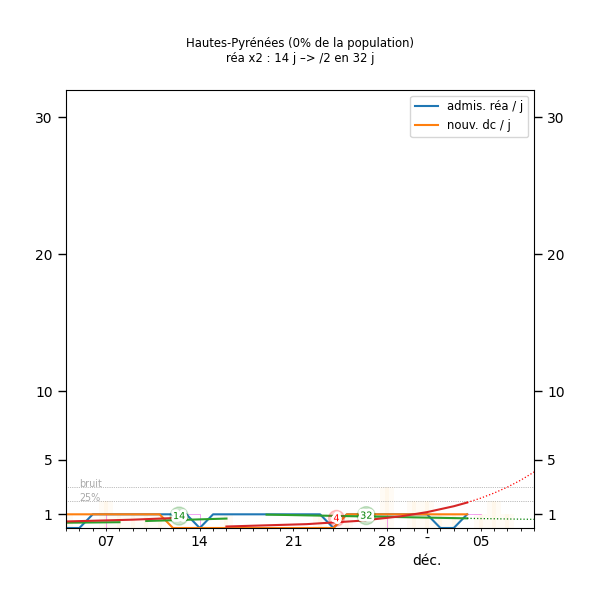 Hautes-Pyrénées (0% de la population)
réa x2 : 14 j –> /2 en 32 j
admis. réa / j
nouv. dc / j
30 30
20 20
10 10
5 5
bruit
25%
1 14 4 32 1
07 14 21 28 - 05
déc.